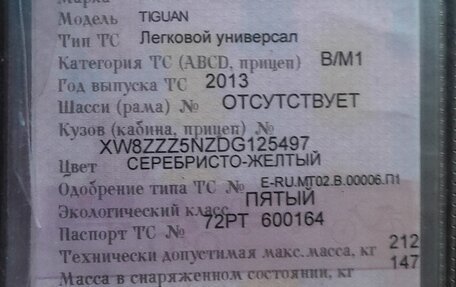 Марка
Модель TIGUAN
Тип ТС Легковой универсал
Категория ТС (ABCD, прицеп) B/M1
Год выпуска ТС 2013
Шасси (рама) № ОТСУТСТВУЕТ
Кузов (кабина, прицеп) №
XW8ZZZ5NZDG125497
Цвет СЕРЕБРИСТО-ЖЕЛТЫЙ
Одобрение типа ТС № E-RU.MT02.B.00006.П1
Экологический класс ПЯТЫЙ
Паспорт ТС № 72РТ 600164
Технически допустимая макс. масса, кг 212
Масса в снаряженном состоянии, кг 147